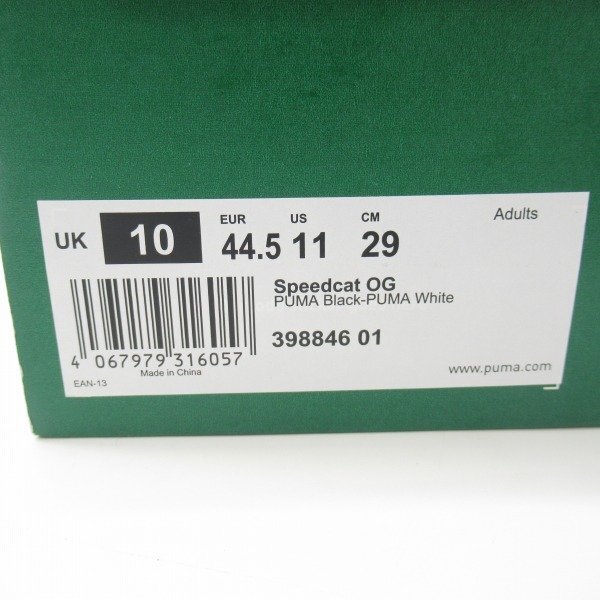 UK 10 EUR 44.5 US 11 CM 29 Adults
Speedcat OG
PUMA Black-PUMA White
398846 01
4 067979 316057
Made in China
EAN-13
www.puma.com